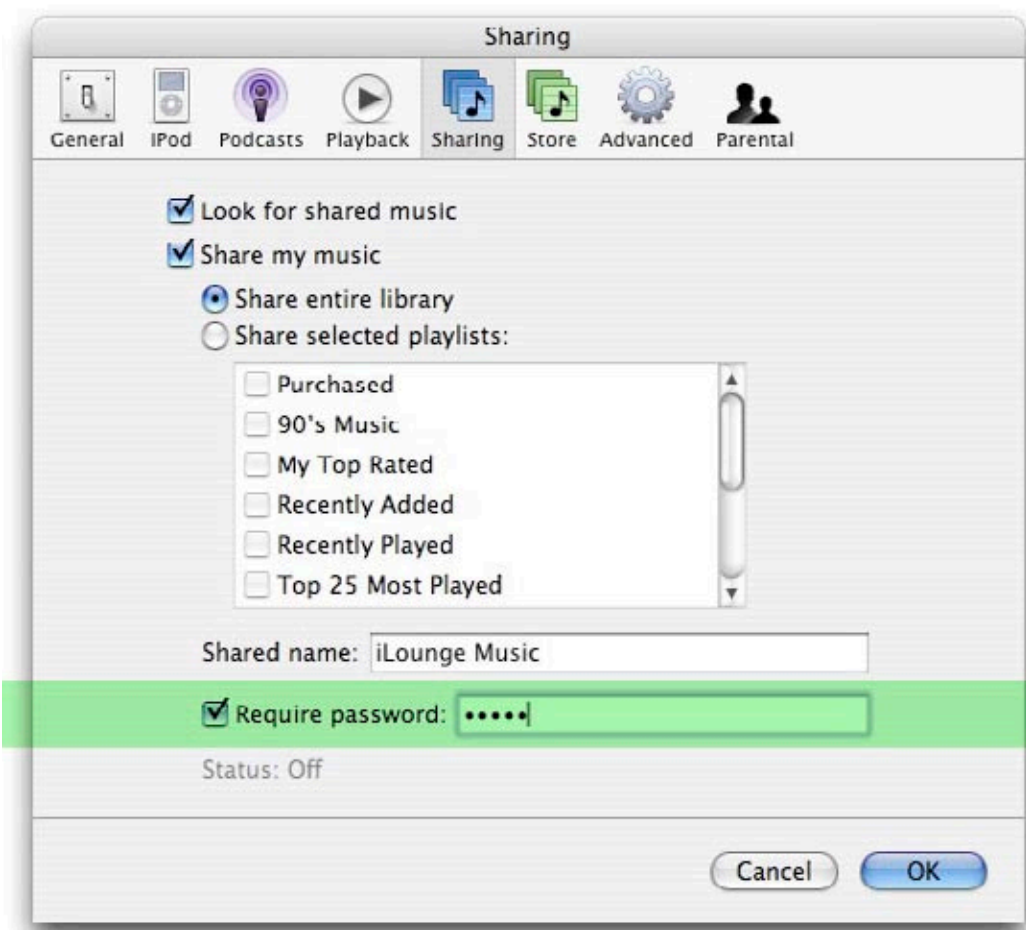 Sharing
General iPod Podcasts Playback Sharing Store Advanced Parental
Look for shared music
Share my music
Share entire library
Share selected playlists:
Purchased
90's Music
My Top Rated
Recently Added
Recently Played
Top 25 Most Played
Shared name: iLounge Music
Require password: •••••
Status: Off
Cancel OK